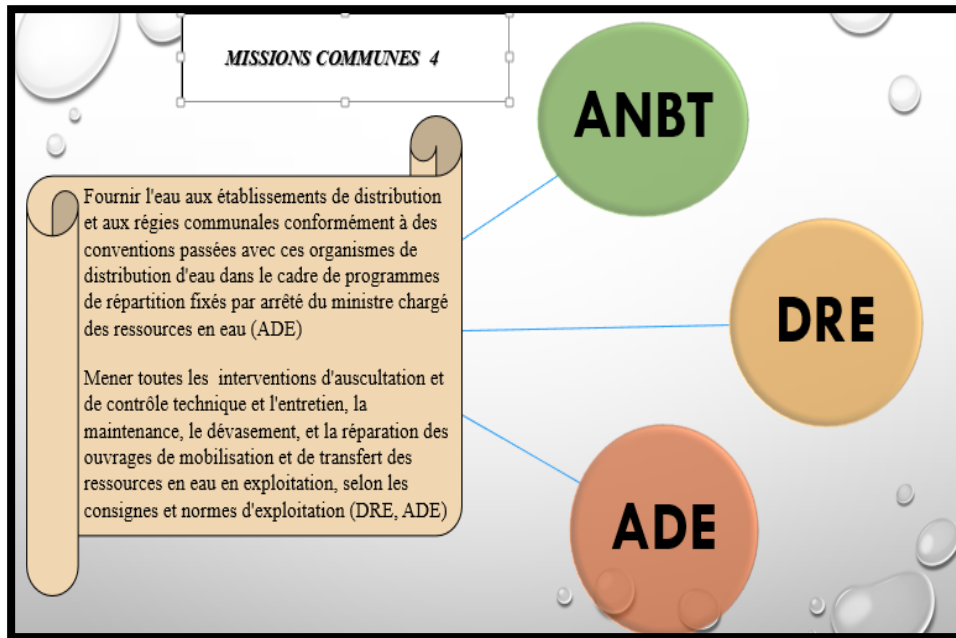 MISSIONS COMMUNES 4
ANBT
Fournir l'eau aux établissements de distribution
et aux régies communales conformément à des
conventions passées avec ces organismes de
distribution d'eau dans le cadre de programmes
de répartition fixés par arrêté du ministre chargé
des ressources en eau (ADE)
Mener toutes les interventions d'auscultation et
de contrôle technique et l'entretien, la
maintenance, le dévasement, et la réparation des
ouvrages de mobilisation et de transfert des
ressources en eau en exploitation, selon les
consignes et normes d'exploitation (DRE, ADE)
DRE
ADE